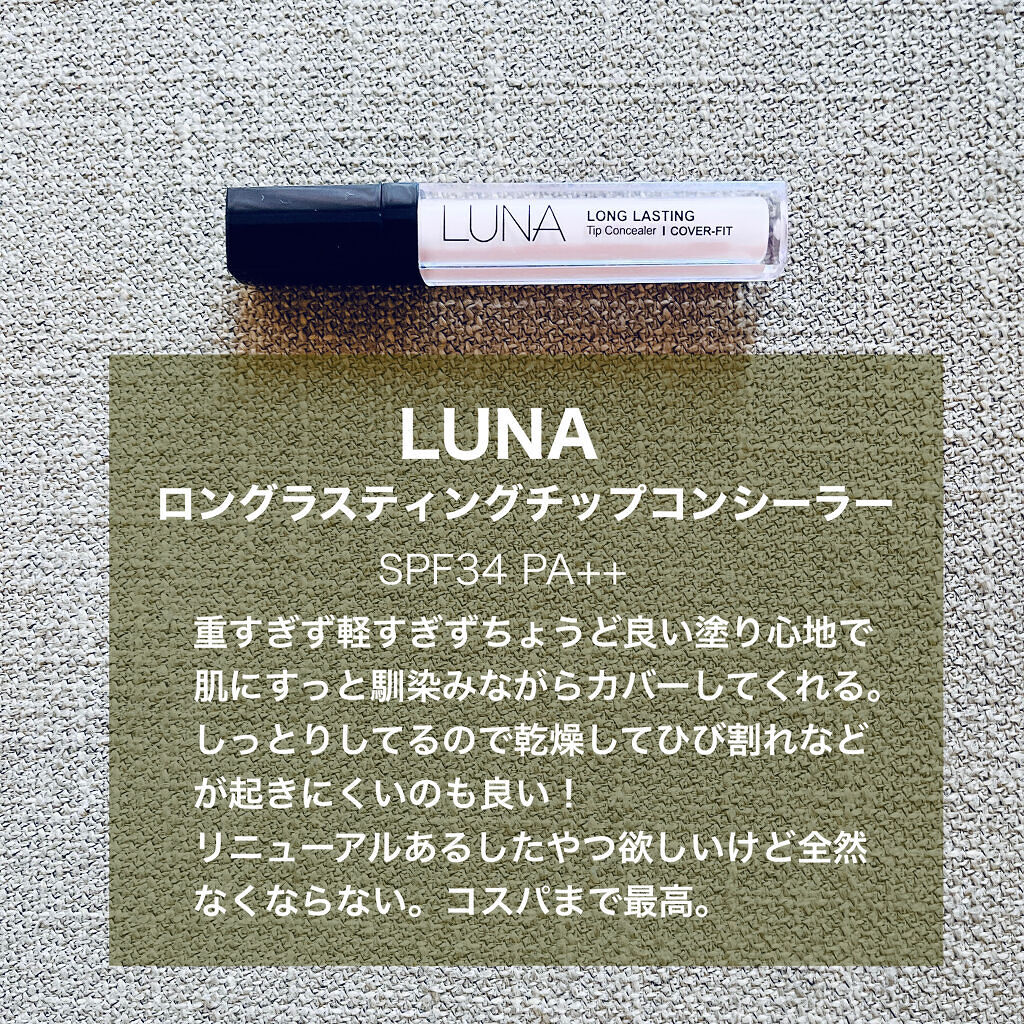 LUNA
LONG LASTING
Tip Concealer | COVER-FIT
LUNA
ロングラスティングチップコンシーラー
SPF34 PA++
重すぎず軽すぎずちょうど良い塗り心地で
肌にすっと馴染みながらカバーしてくれる。
しっとりしてるので乾燥してひび割れなど
が起きにくいのも良い！
リニューアルあるしたやつ欲しいけど全然
なくならない。コスパまで最高。